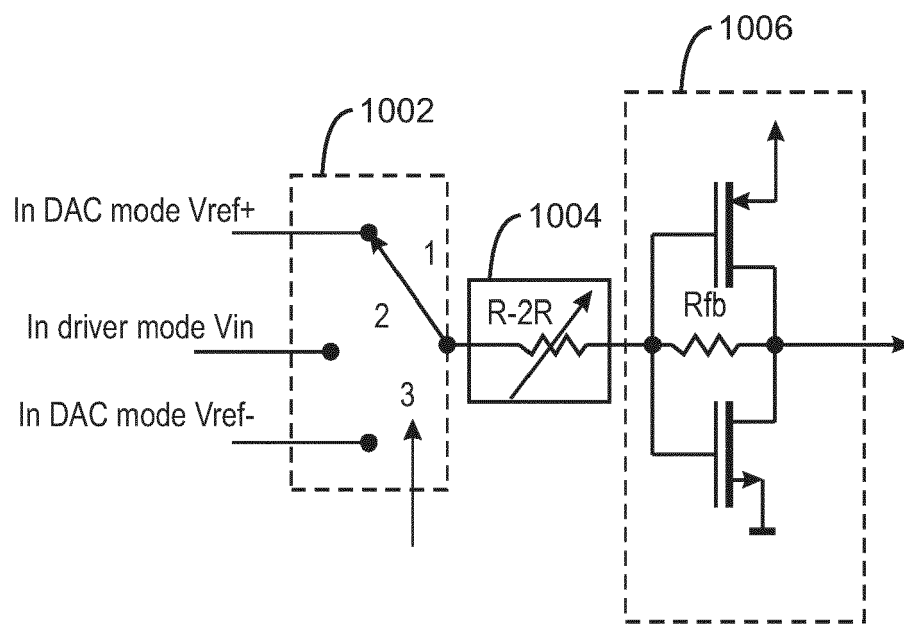 1006
1002
In DAC mode Vref+
1004
1
R-2R
Rfb
2
In driver mode Vin
3
In DAC mode Vref-